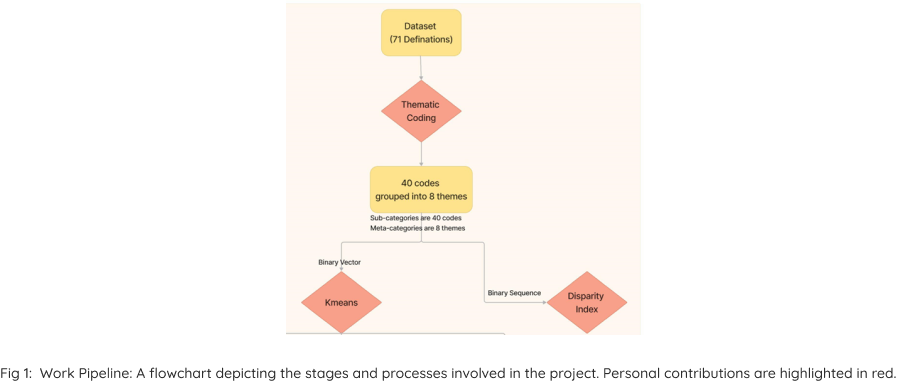 Dataset
(71 Definations)
Thematic
Coding
40 codes
grouped into 8 themes
Sub-categories are 40 codes
Meta-categories are 8 themes
Binary Vector
Kmeans
Binary Sequence
Disparity
Index
Fig 1: Work Pipeline: A flowchart depicting the stages and processes involved in the project. Personal contributions are highlighted in red.